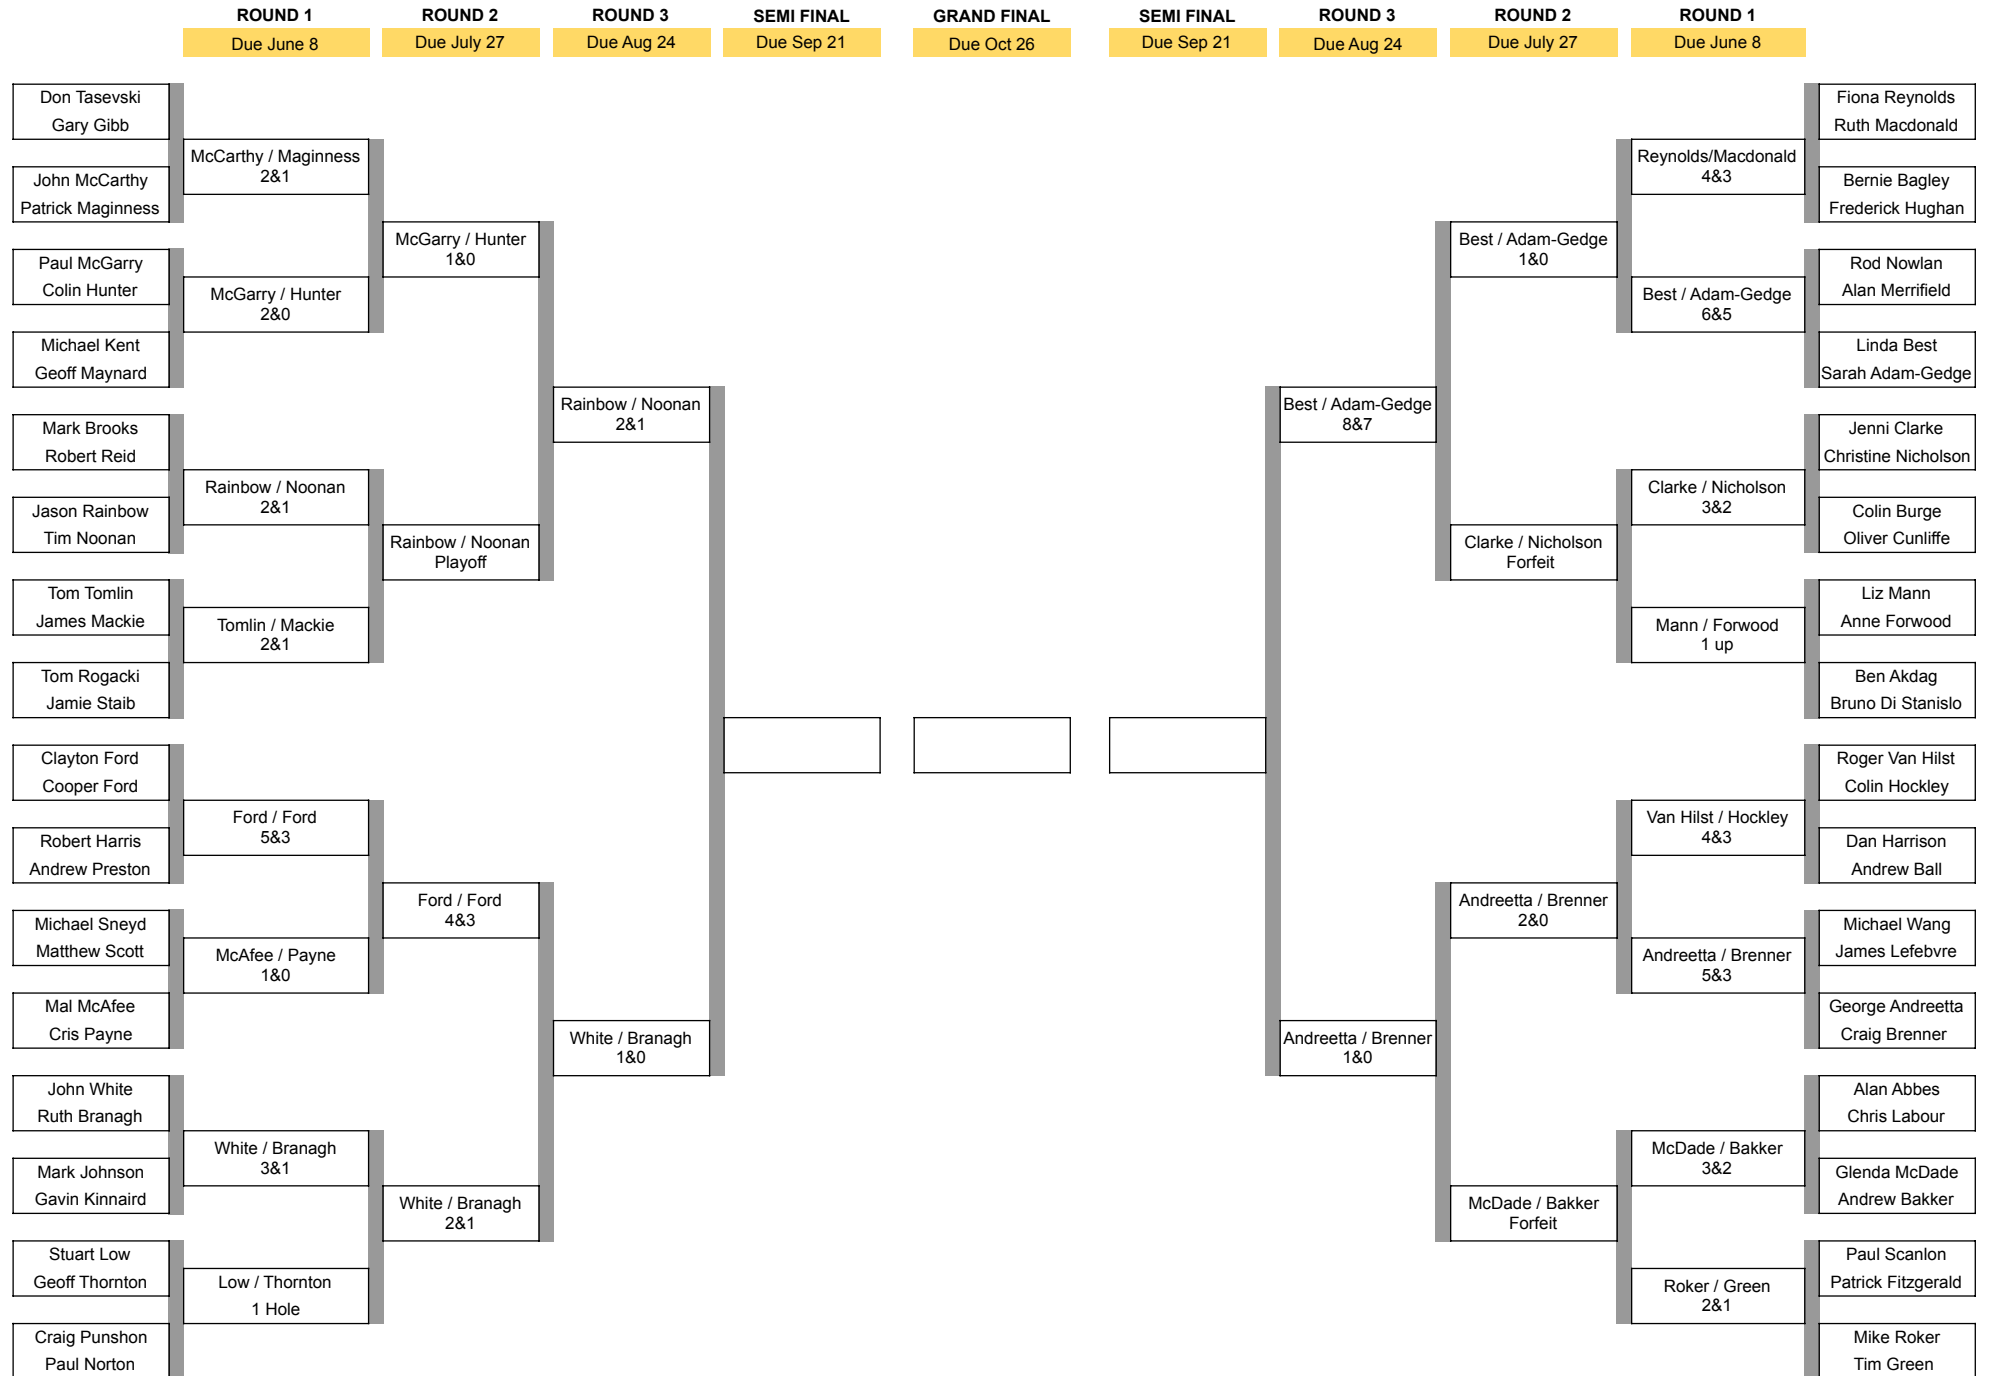 ROUND 1
ROUND 2
ROUND 3
SEMI FINAL
GRAND FINAL
SEMI FINAL
ROUND 3
ROUND 2
ROUND 1
Due June 8
Due July 27
Due Aug 24
Due Sep 21
Due Oct 26
Due Sep 21
Due Aug 24
Due July 27
Due June 8
Don Tasevski
Gary Gibb
John McCarthy
Patrick Maginness
Paul McGarry
Colin Hunter
Michael Kent
Geoff Maynard
Mark Brooks
Robert Reid
Jason Rainbow
Tim Noonan
Tom Tomlin
James Mackie
Tom Rogacki
Jamie Staib
Clayton Ford
Cooper Ford
Robert Harris
Andrew Preston
Michael Sneyd
Matthew Scott
Mal McAfee
Cris Payne
John White
Ruth Branagh
Mark Johnson
Gavin Kinnaird
Stuart Low
Geoff Thornton
Craig Punshon
Paul Norton
McCarthy / Maginness
2&1
McGarry / Hunter
2&0
Rainbow / Noonan
2&1
Tomlin / Mackie
2&1
Ford / Ford
5&3
McAfee / Payne
1&0
White / Branagh
3&1
Low / Thornton
1 Hole
McGarry / Hunter
1&0
Rainbow / Noonan
Playoff
Ford / Ford
4&3
White / Branagh
2&1
Rainbow / Noonan
2&1
White / Branagh
1&0
Best / Adam-Gedge
8&7
Andreetta / Brenner
1&0
Best / Adam-Gedge
1&0
Clarke / Nicholson
Forfeit
Andreetta / Brenner
2&0
McDade / Bakker
Forfeit
Reynolds/Macdonald
4&3
Best / Adam-Gedge
6&5
Clarke / Nicholson
3&2
Mann / Forwood
1 up
Van Hilst / Hockley
4&3
Andreetta / Brenner
5&3
McDade / Bakker
3&2
Roker / Green
2&1
Fiona Reynolds
Ruth Macdonald
Bernie Bagley
Frederick Hughan
Rod Nowlan
Alan Merrifield
Linda Best
Sarah Adam-Gedge
Jenni Clarke
Christine Nicholson
Colin Burge
Oliver Cunliffe
Liz Mann
Anne Forwood
Ben Akdag
Bruno Di Stanislo
Roger Van Hilst
Colin Hockley
Dan Harrison
Andrew Ball
Michael Wang
James Lefebvre
George Andreetta
Craig Brenner
Alan Abbes
Chris Labour
Glenda McDade
Andrew Bakker
Paul Scanlon
Patrick Fitzgerald
Mike Roker
Tim Green